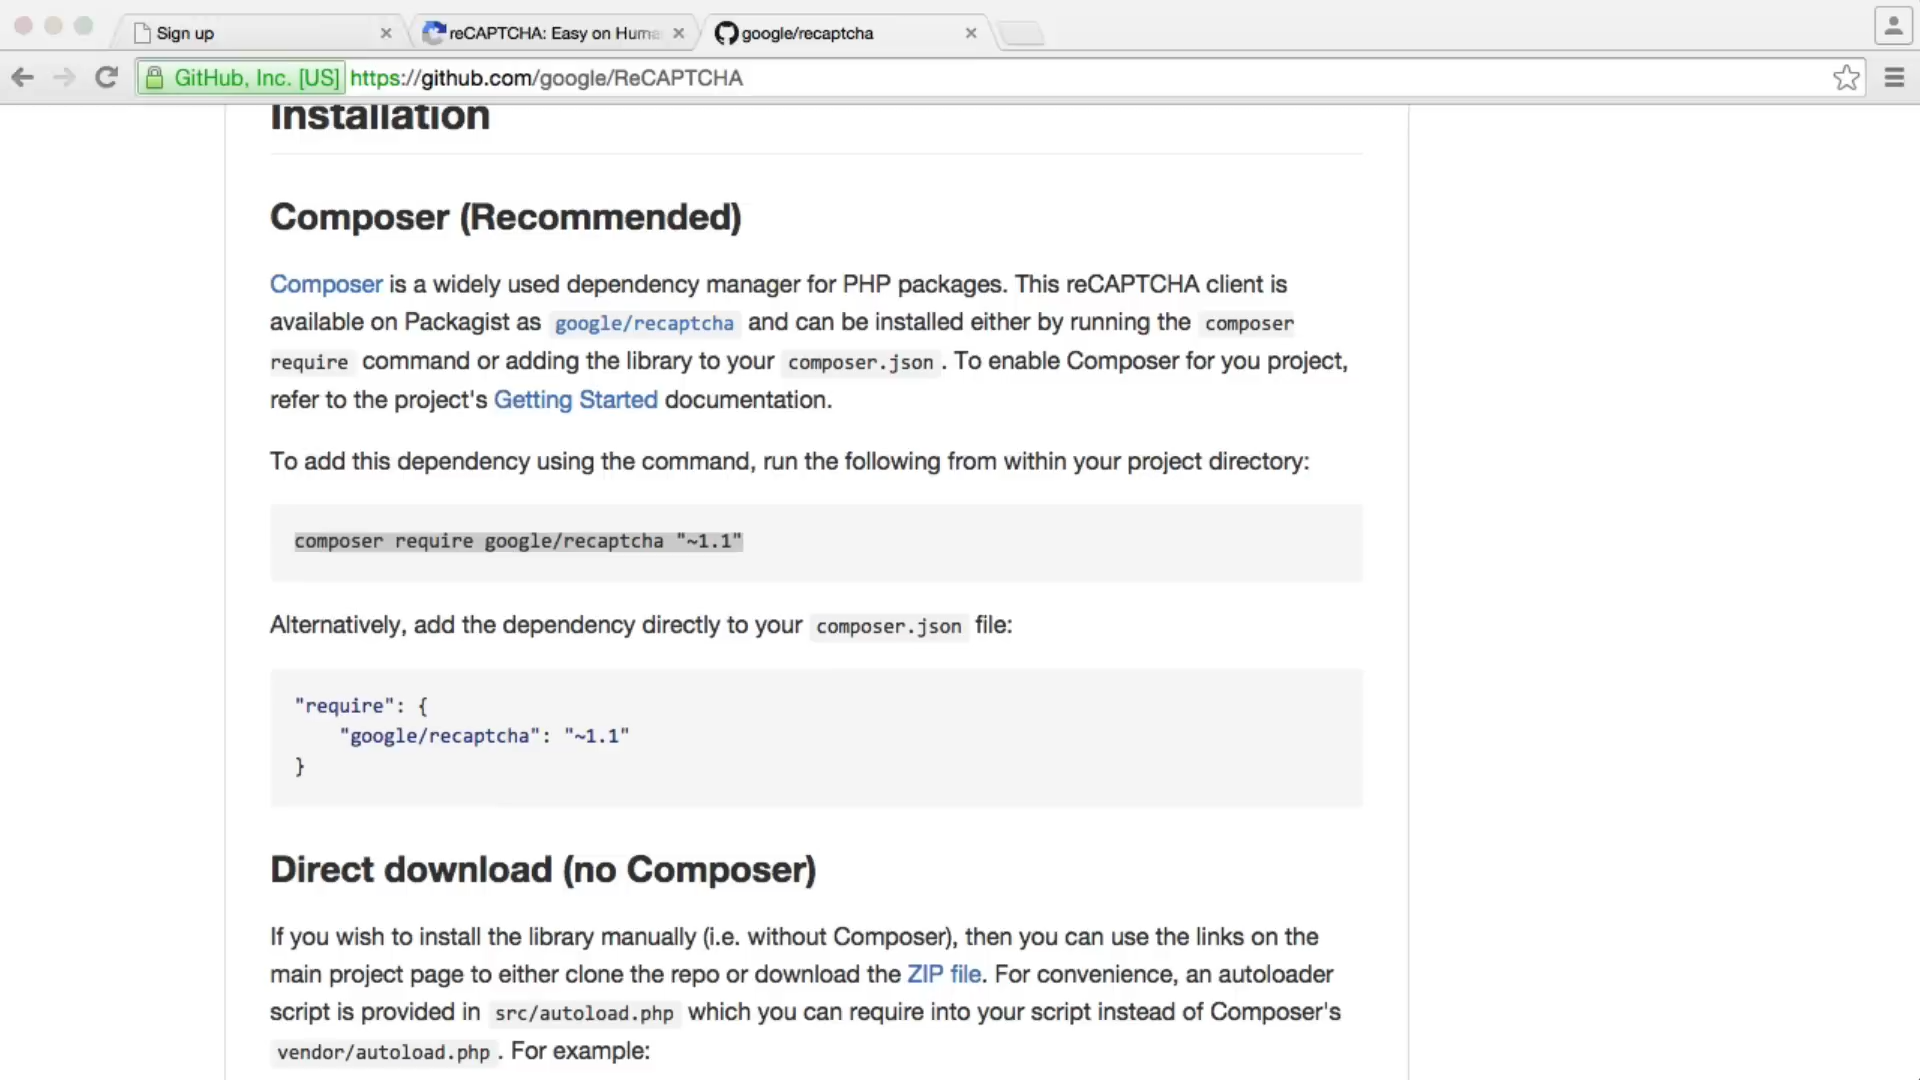 Sign up
reCAPTCHA: Easy on Huma
google/recaptcha
GitHub, Inc. [US] https://github.com/google/ReCAPTCHA
Installation
Composer (Recommended)
Composer is a widely used dependency manager for PHP packages. This reCAPTCHA client is
available on Packagist as google/recaptcha and can be installed either by running the composer
require command or adding the library to your composer.json. To enable Composer for you project,
refer to the project's Getting Started documentation.
To add this dependency using the command, run the following from within your project directory:
composer require google/recaptcha "~1.1"
Alternatively, add the dependency directly to your composer.json file:
"require": {
"google/recaptcha": "~1.1"
}
Direct download (no Composer)
If you wish to install the library manually (i.e. without Composer), then you can use the links on the
main project page to either clone the repo or download the ZIP file. For convenience, an autoloader
script is provided in src/autoload.php which you can require into your script instead of Composer's
vendor/autoload.php. For example: